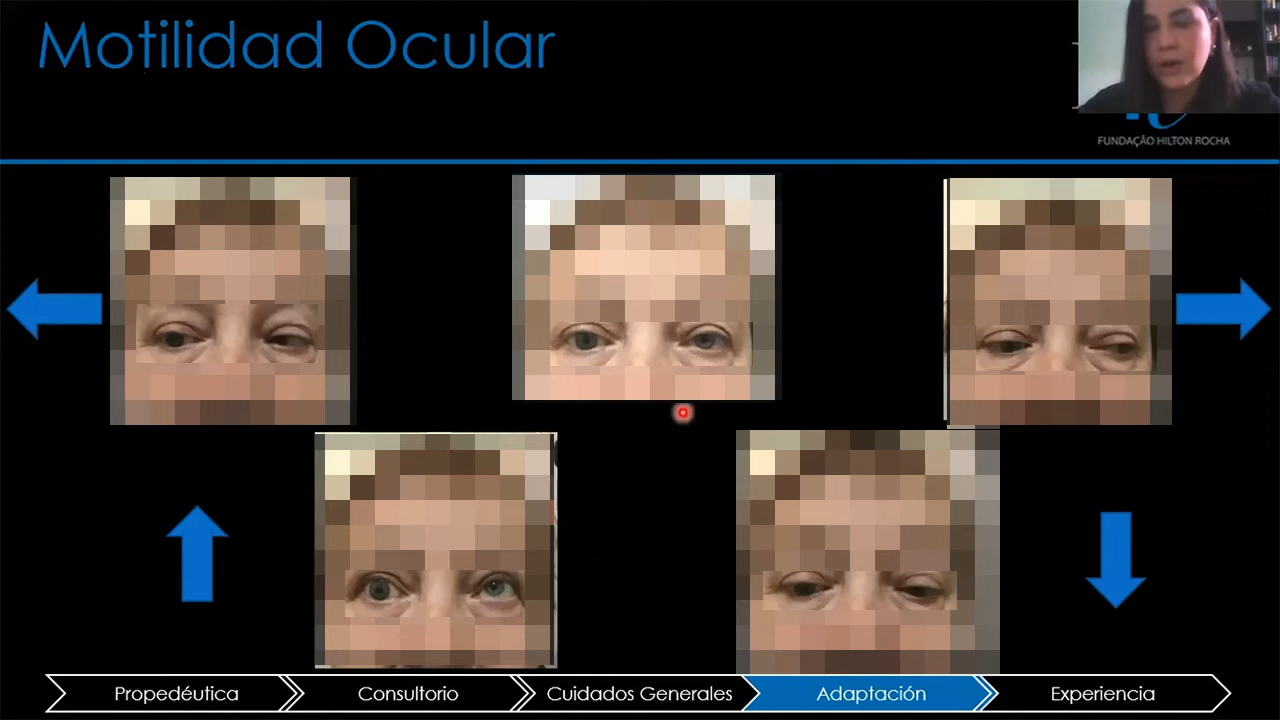 Motilidad Ocular
FUNDAÇÃO HILTON ROCHA
Propedéutica
Consultorio
Cuidados Generales
Adaptación
Experiencia